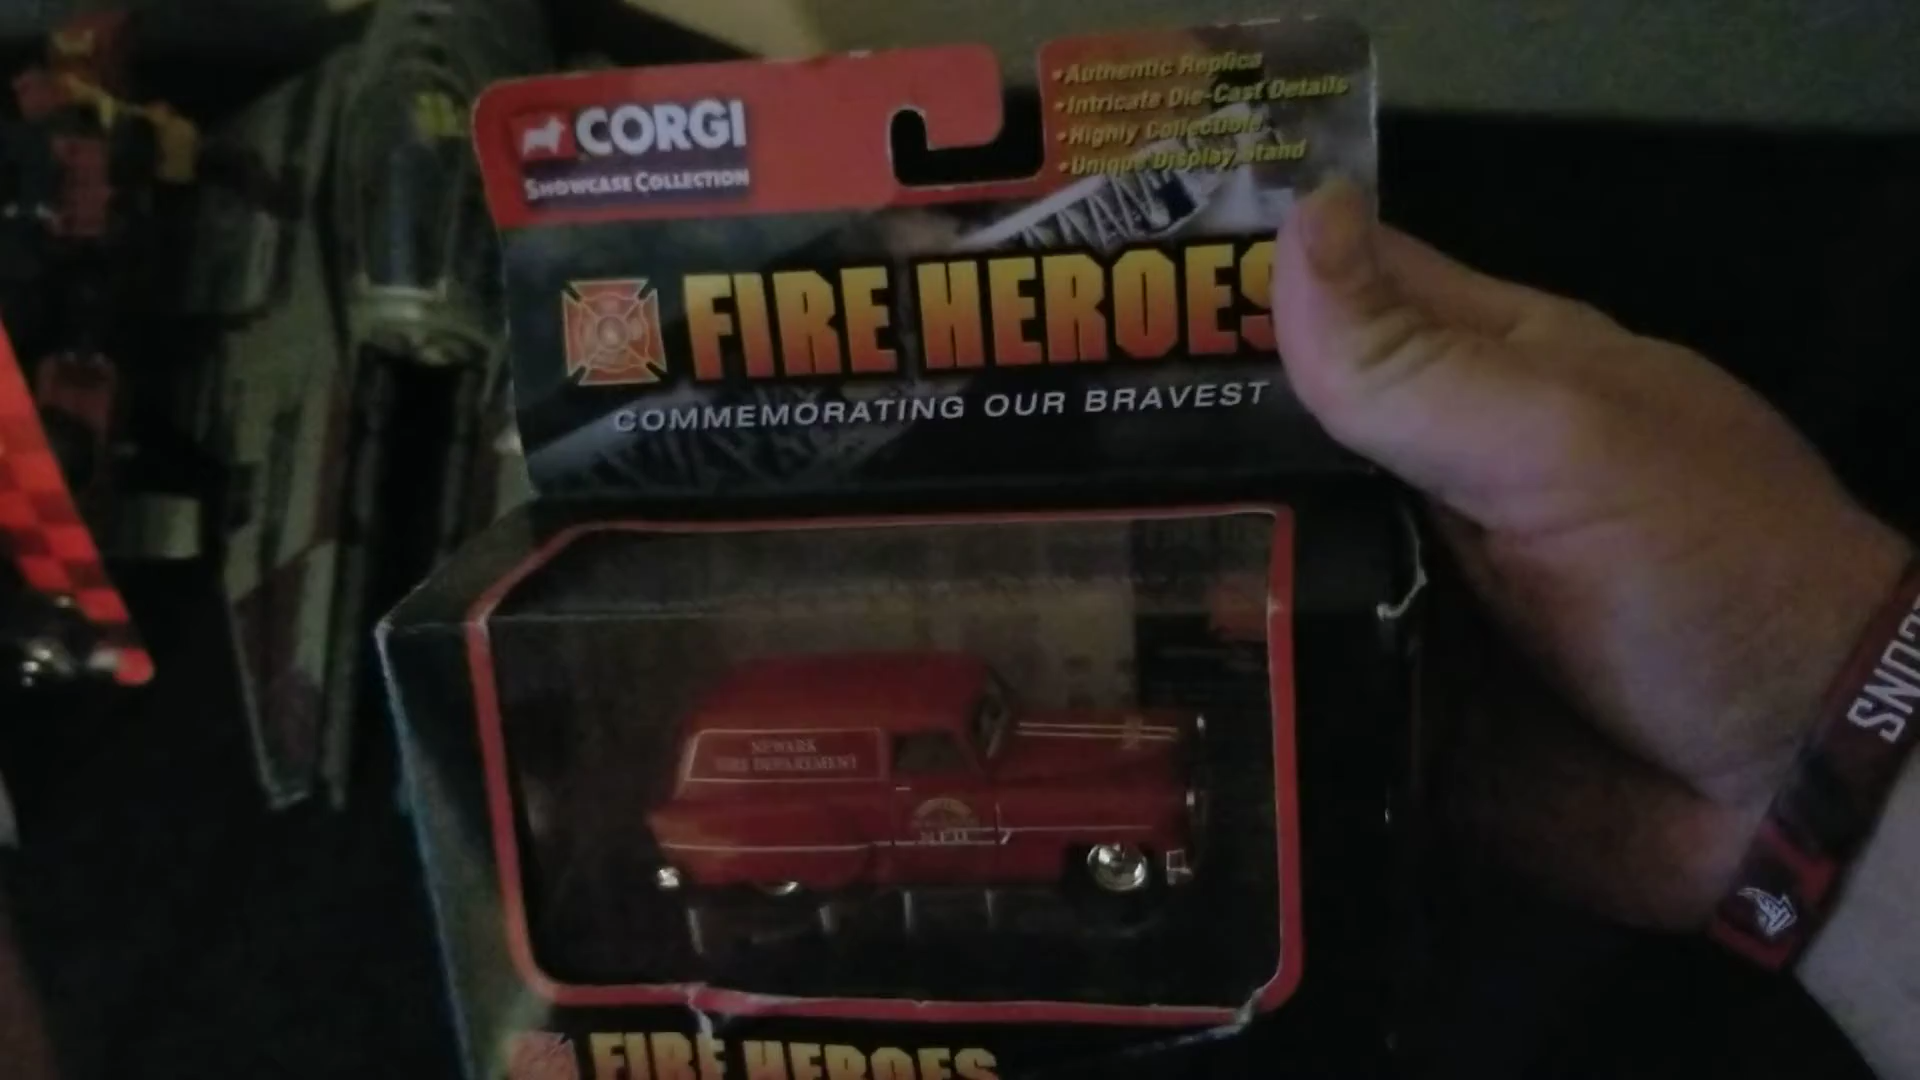 CORGI
SHOWCASE COLLECTION
•Authentic Replica
•Intricate Die-Cast Details
•Highly Collectible
•Unique Display Stand
FIRE HEROES
COMMEMORATING OUR BRAVEST
NEWARK
FIRE DEPARTMENT
N.F.D.
FIRE HEROES